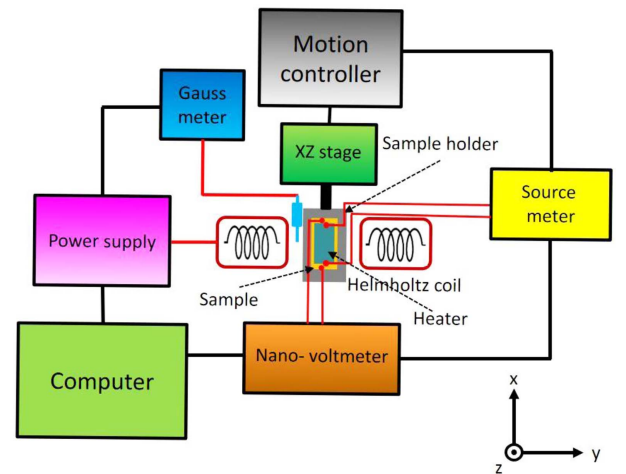 Motion
controller
Gauss
meter
XZ stage
Sample holder
Source
meter
Power supply
Sample
Helmholtz coil
Heater
Computer
Nano- voltmeter
x
y
z